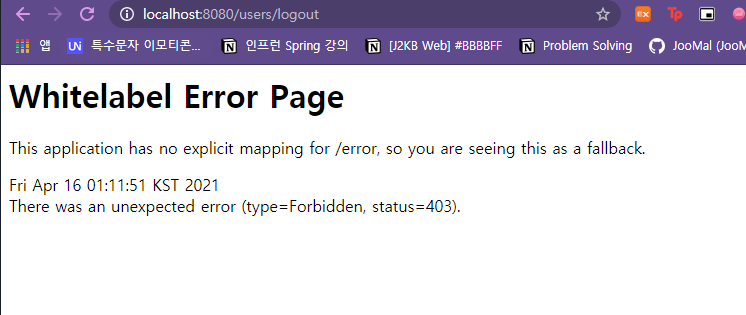 localhost:8080/users/logout
앱 UN 특수문자 이모티콘... 인프런 Spring 강의 [J2KB Web] #BBBBFF Problem Solving JooMal (JooM
Whitelabel Error Page
This application has no explicit mapping for /error, so you are seeing this as a fallback.
Fri Apr 16 01:11:51 KST 2021
There was an unexpected error (type=Forbidden, status=403).